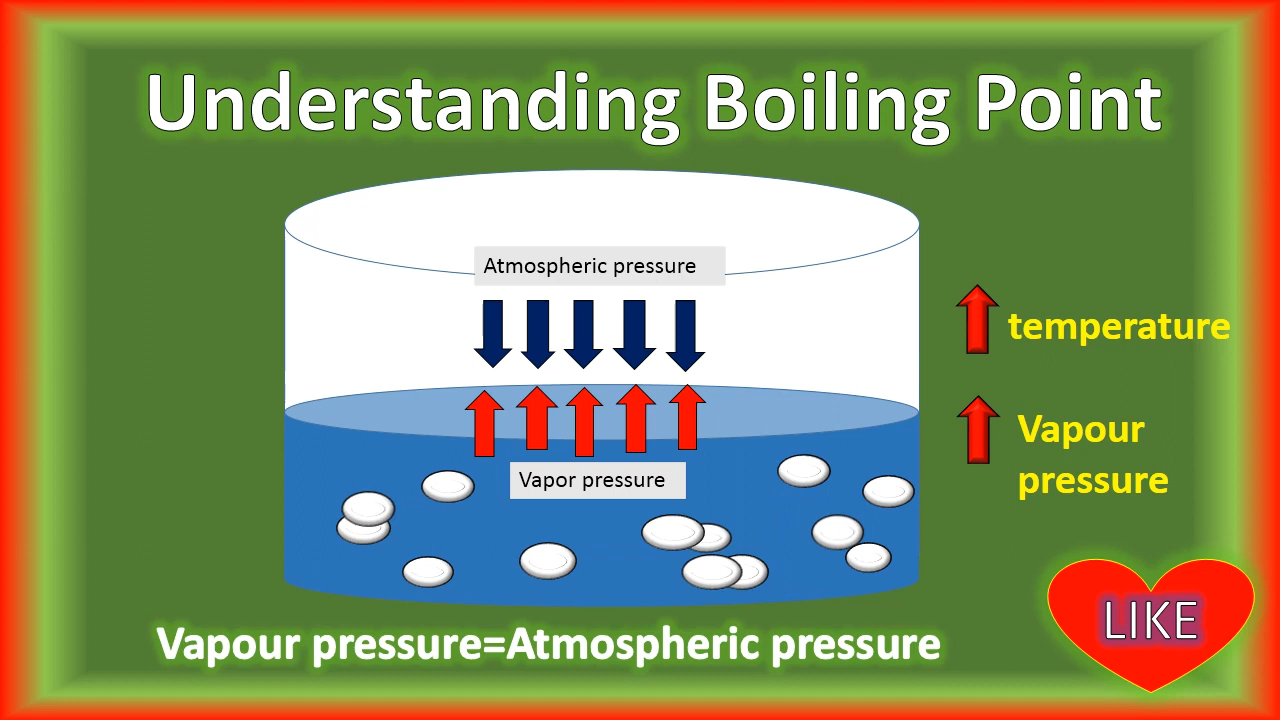 Understanding Boiling Point
Atmospheric pressure
temperature
Vapor pressure
Vapour
pressure
Vapour pressure=Atmospheric pressure
LIKE